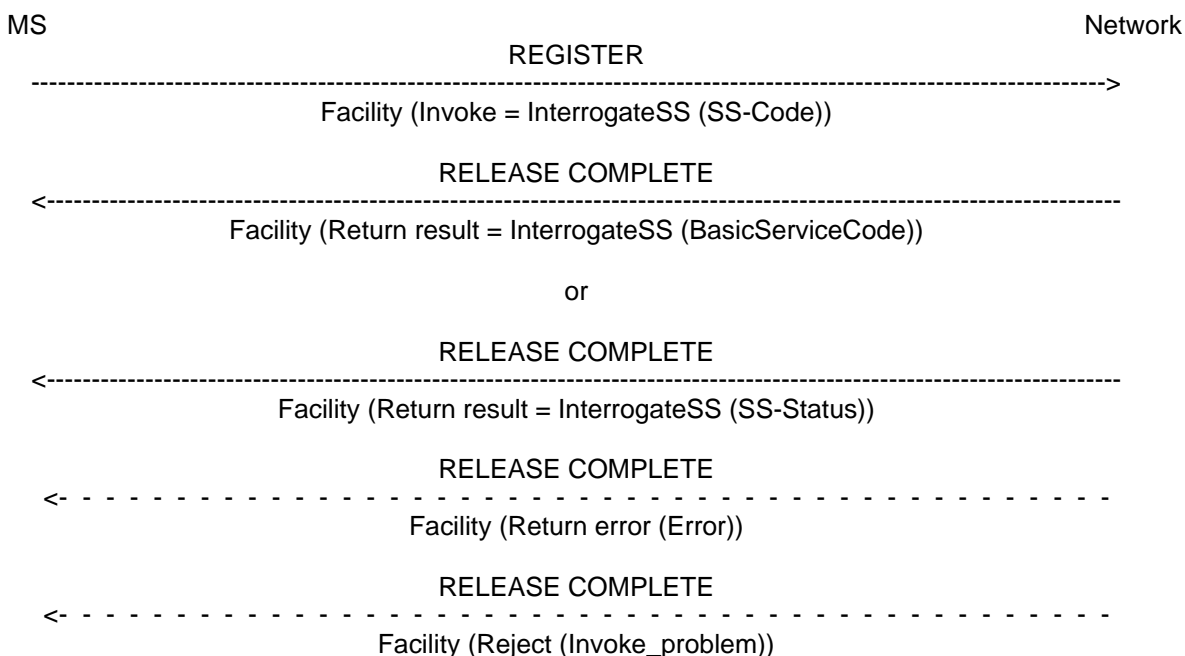 MS Network
REGISTER
Facility (Invoke = InterrogateSS (SS-Code))
RELEASE COMPLETE
Facility (Return result = InterrogateSS (BasicServiceCode))
or
RELEASE COMPLETE
Facility (Return result = InterrogateSS (SS-Status))
RELEASE COMPLETE
Facility (Return error (Error))
RELEASE COMPLETE
Facility (Reject (Invoke_problem))